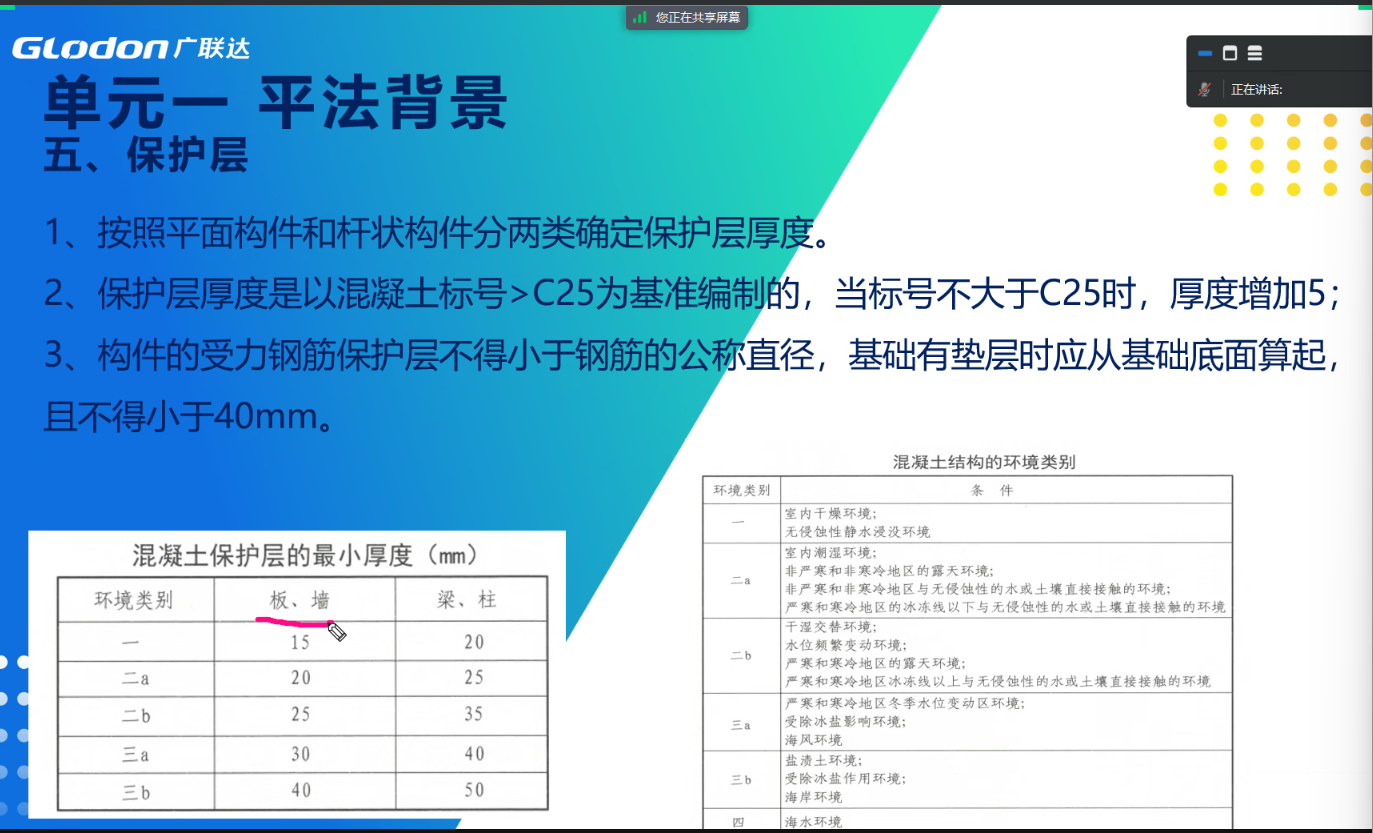 您正在共享屏幕
GLodon广联达
正在讲话:
单元一 平法背景
五、保护层
1、按照平面构件和杆状构件分两类确定保护层厚度。
2、保护层厚度是以混凝土标号>C25为基准编制的，当标号不大于C25时，厚度增加5；
3、构件的受力钢筋保护层不得小于钢筋的公称直径，基础有垫层时应从基础底面算起，
且不得小于40mm。
混凝土保护层的最小厚度（mm）
环境类别 板、墙 梁、柱
一 15 20
二a 20 25
二b 25 35
三a 30 40
三b 40 50
混凝土结构的环境类别
环境类别 条 件
一 室内干燥环境；
无侵蚀性静水浸没环境
二a 室内潮湿环境；
非严寒和非寒冷地区的露天环境；
非严寒和非寒冷地区与无侵蚀性的水或土壤直接接触的环境；
严寒和寒冷地区的冰冻线以下与无侵蚀性的水或土壤直接接触的环境
二b 干湿交替环境；
水位频繁变动环境；
严寒和寒冷地区的露天环境；
严寒和寒冷地区冰冻线以上与无侵蚀性的水或土壤直接接触的环境
三a 严寒和寒冷地区冬季水位变动区环境；
受除冰盐影响环境；
海风环境
三b 盐渍土环境；
受除冰盐作用环境；
海岸环境
四 海水环境